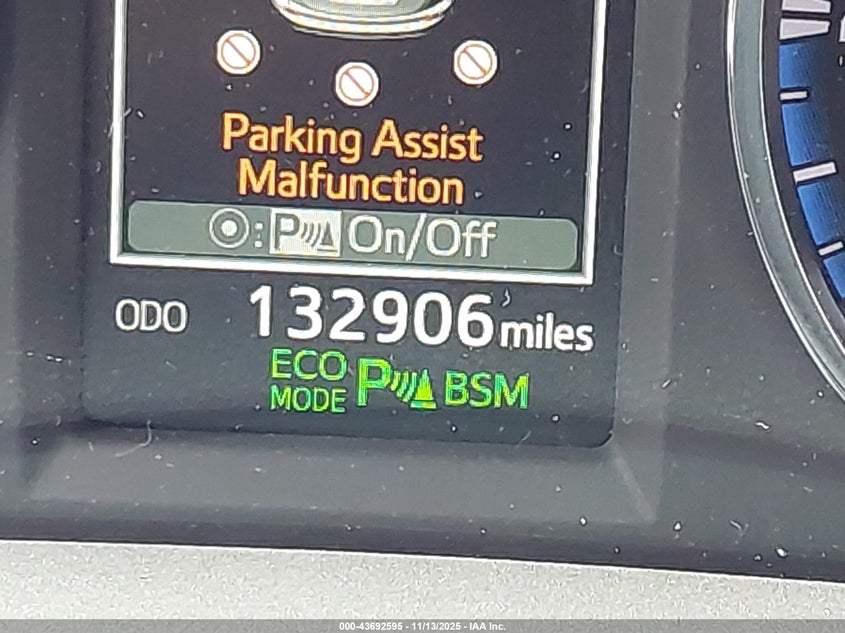 Parking Assist
Malfunction
: P On/Off
ODO 132906 miles
ECO MODE P BSM
000-43692595 - 11/13/2025 - IAA Inc.